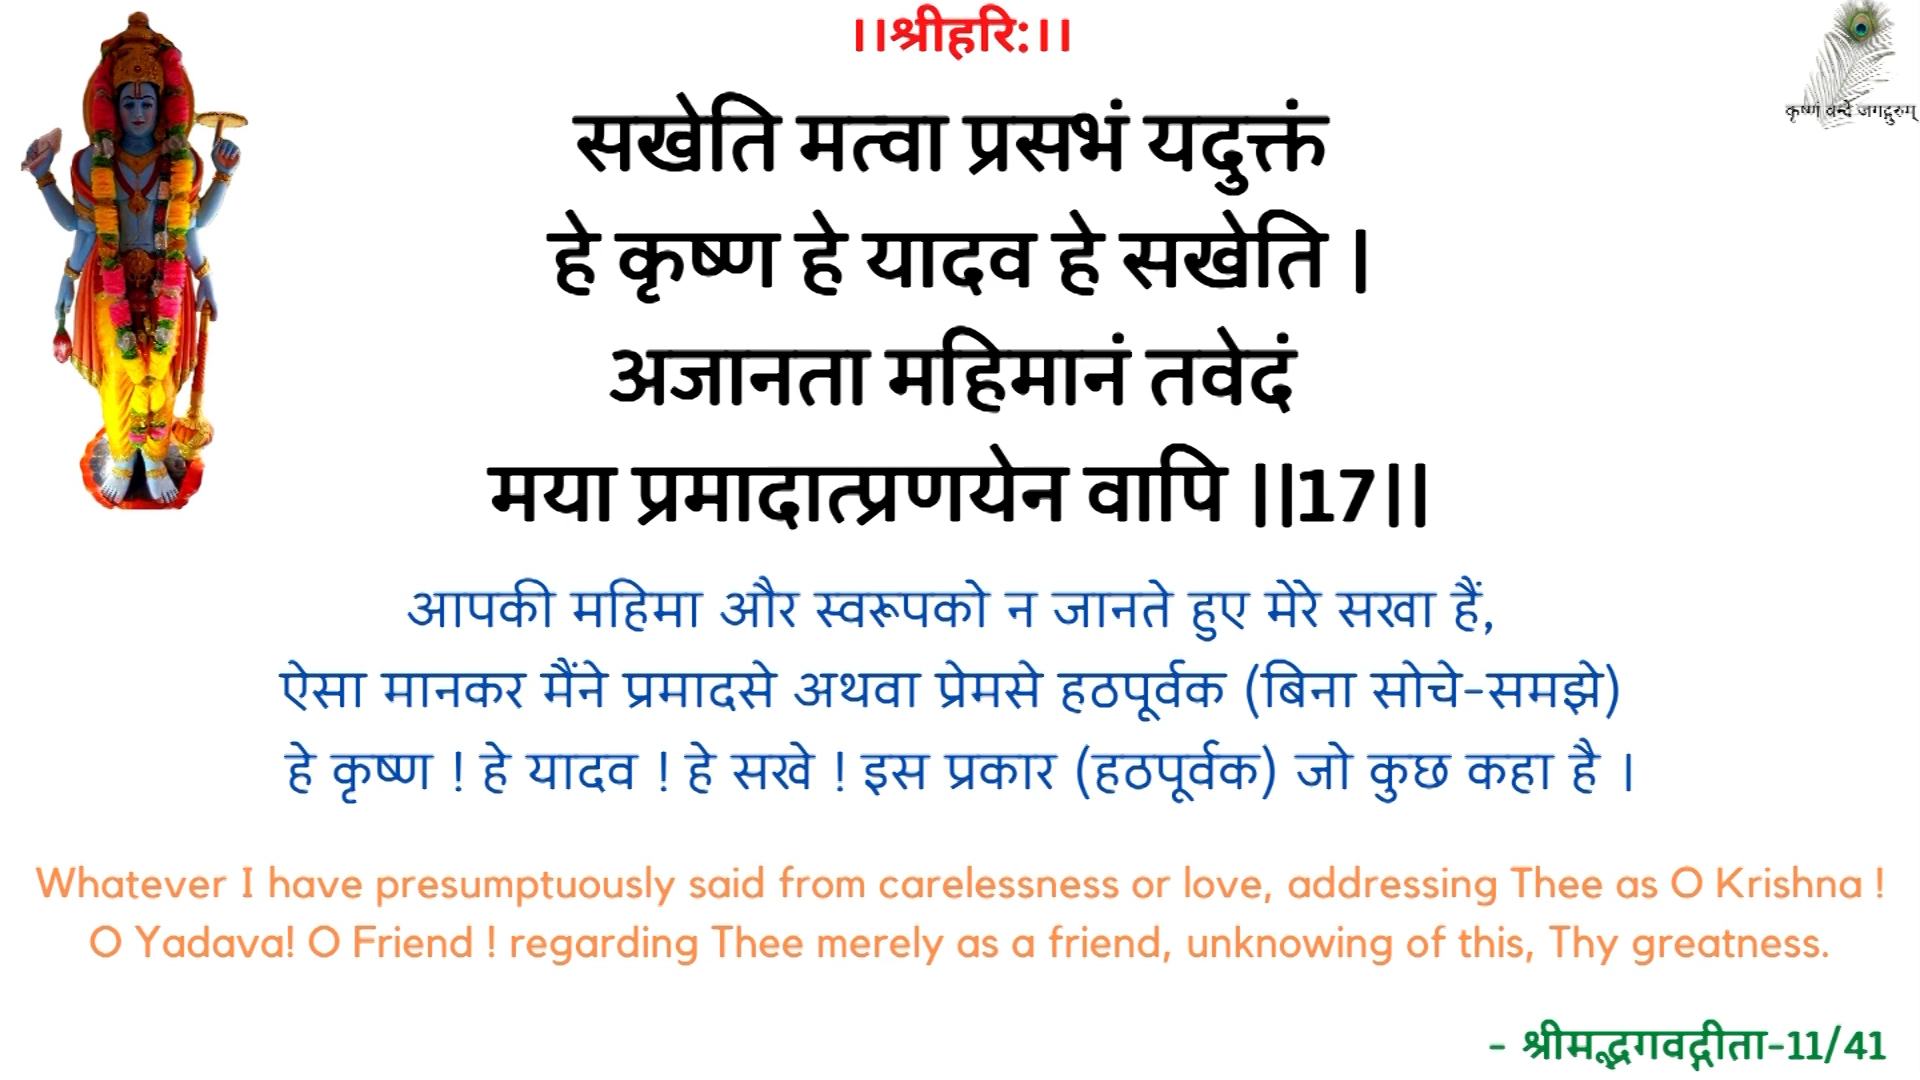 ।।श्रीहरि:।।
कृष्णं वन्दे जगद्गुरुम्
सखेति मत्वा प्रसभं यदुक्तं
हे कृष्ण हे यादव हे सखेति |
अजानता महिमानं तवेदं
मया प्रमादात्प्रणयेन वापि ||17||
आपकी महिमा और स्वरूपको न जानते हुए मेरे सखा हैं,
ऐसा मानकर मैंने प्रमादसे अथवा प्रेमसे हठपूर्वक (बिना सोचे-समझे)
हे कृष्ण ! हे यादव ! हे सखे ! इस प्रकार (हठपूर्वक) जो कुछ कहा है ।
Whatever I have presumptuously said from carelessness or love, addressing Thee as O Krishna !
O Yadava! O Friend ! regarding Thee merely as a friend, unknowing of this, Thy greatness.
- श्रीमद्भगवद्गीता-11/41